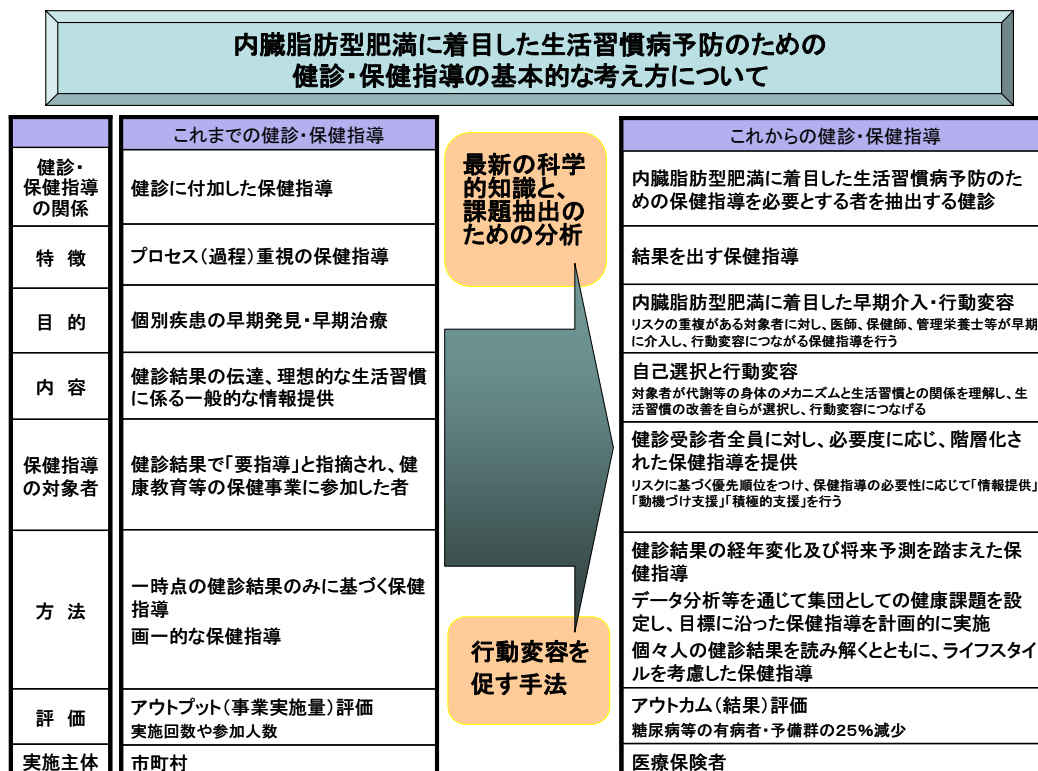 内臓脂肪型肥満に着目した生活習慣病予防のための
健診・保健指導の基本的な考え方について
これまでの健診・保健指導
これからの健診・保健指導
最新の科学
的知識と、
課題抽出の
ための分析
行動変容を
促す手法
健診・
保健指導
の関係
健診に付加した保健指導
内臓脂肪型肥満に着目した生活習慣病予防のた
めの保健指導を必要とする者を抽出する健診
特 徴
プロセス(過程)重視の保健指導
結果を出す保健指導
目 的
個別疾患の早期発見・早期治療
内臓脂肪型肥満に着目した早期介入・行動変容
リスクの重複がある対象者に対し、医師、保健師、管理栄養士等が早期
に介入し、行動変容につながる保健指導を行う
内 容
健診結果の伝達、理想的な生活習慣
に係る一般的な情報提供
自己選択と行動変容
対象者が代謝等の身体のメカニズムと生活習慣との関係を理解し、生
活習慣の改善を自らが選択し、行動変容につなげる
保健指導
の対象者
健診結果で「要指導」と指摘され、健
康教育等の保健事業に参加した者
健診受診者全員に対し、必要度に応じ、階層化さ
れた保健指導を提供
リスクに基づく優先順位をつけ、保健指導の必要性に応じて「情報提供」
「動機づけ支援」「積極的支援」を行う
方 法
一時点の健診結果のみに基づく保健
指導
画一的な保健指導
健診結果の経年変化及び将来予測を踏まえた保
健指導
データ分析等を通じて集団としての健康課題を設
定し、目標に沿った保健指導を計画的に実施
個々人の健診結果を読み解くとともに、ライフスタイ
ルを考慮した保健指導
評 価
アウトプット(事業実施量)評価
実施回数や参加人数
アウトカム(結果)評価
糖尿病等の有病者・予備群の25%減少
実施主体
市町村
医療保険者